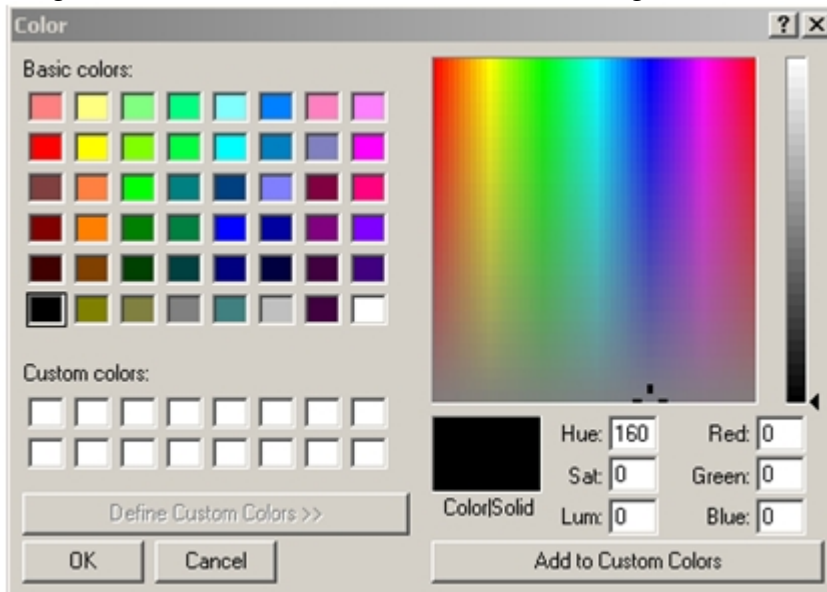 Color
Basic colors:
Custom colors:
Define Custom Colors >>
OK Cancel
Color|Solid
Hue: 160 Red: 0
Sat: 0 Green: 0
Lum: 0 Blue: 0
Add to Custom Colors